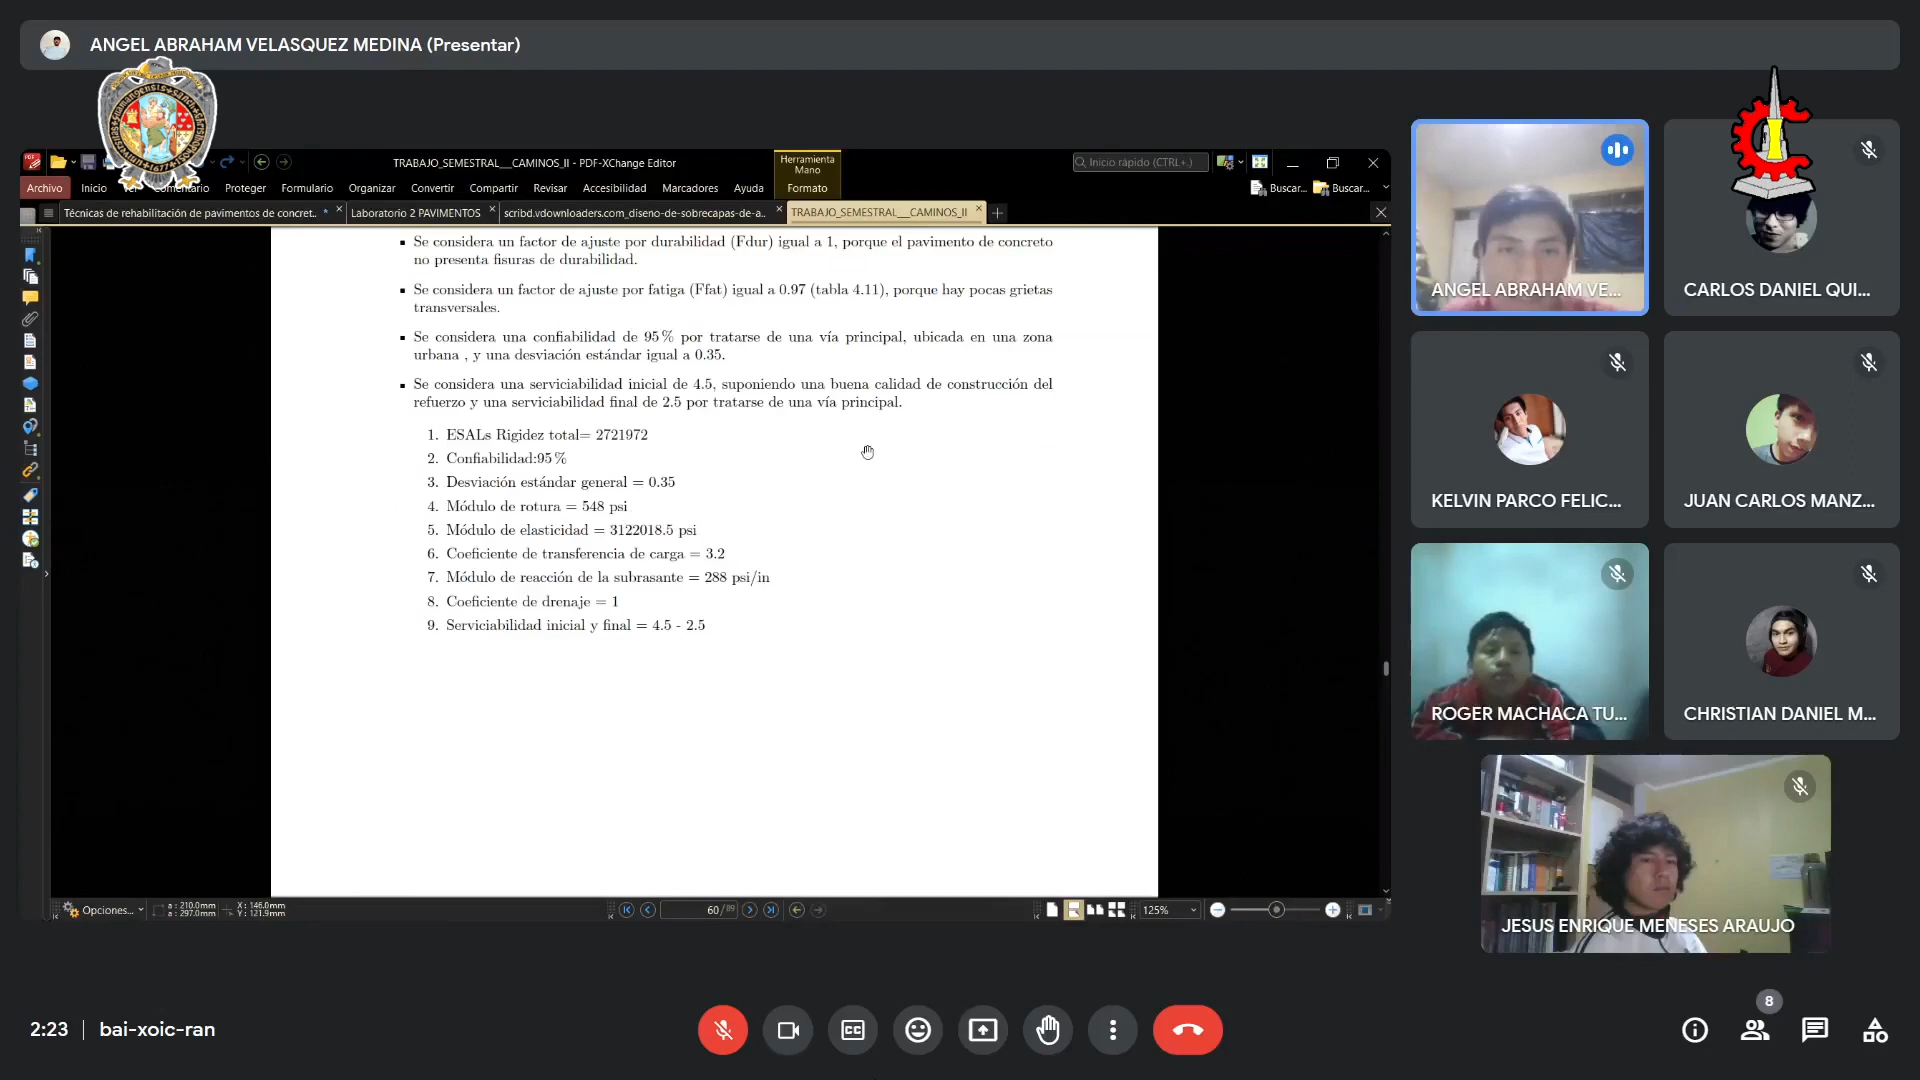 ANGEL ABRAHAM VELASQUEZ MEDINA (Presentar)
TRABAJO_SEMESTRAL__CAMINOS_II - PDF-XChange Editor
Herramienta
Mano
Inicio rápido (CTRL+.)
Archivo
Inicio
Comentario
Proteger
Formulario
Organizar
Convertir
Compartir
Revisar
Accesibilidad
Marcadores
Ayuda
Formato
Buscar...
Buscar...
Técnicas de rehabilitación de pavimentos de concret.. *
Laboratorio 2 PAVIMENTOS
scribd.vdownloaders.com_diseno-de-sobrecapas-de-a..
TRABAJO_SEMESTRAL__CAMINOS_II
▪ Se considera un factor de ajuste por durabilidad (Fdur) igual a 1, porque el pavimento de concreto
no presenta fisuras de durabilidad.
▪ Se considera un factor de ajuste por fatiga (Ffat) igual a 0.97 (tabla 4.11), porque hay pocas grietas
transversales.
▪ Se considera una confiabilidad de 95% por tratarse de una vía principal, ubicada en una zona
urbana , y una desviación estándar igual a 0.35.
▪ Se considera una serviciabilidad inicial de 4.5, suponiendo una buena calidad de construcción del
refuerzo y una serviciabilidad final de 2.5 por tratarse de una vía principal.
1. ESALs Rigidez total= 2721972
2. Confiabilidad:95%
3. Desviación estándar general = 0.35
4. Módulo de rotura = 548 psi
5. Módulo de elasticidad = 3122018.5 psi
6. Coeficiente de transferencia de carga = 3.2
7. Módulo de reacción de la subrasante = 288 psi/in
8. Coeficiente de drenaje = 1
9. Serviciabilidad inicial y final = 4.5 - 2.5
Opciones...
a : 210.0mm
a : 297.0mm
X : 146.0mm
Y : 121.9mm
60 / 89
125%
ANGEL ABRAHAM VE...
CARLOS DANIEL QUI...
KELVIN PARCO FELIC...
JUAN CARLOS MANZ...
ROGER MACHACA TU...
CHRISTIAN DANIEL M...
JESUS ENRIQUE MENESES ARAUJO
2:23 | bai-xoic-ran
8